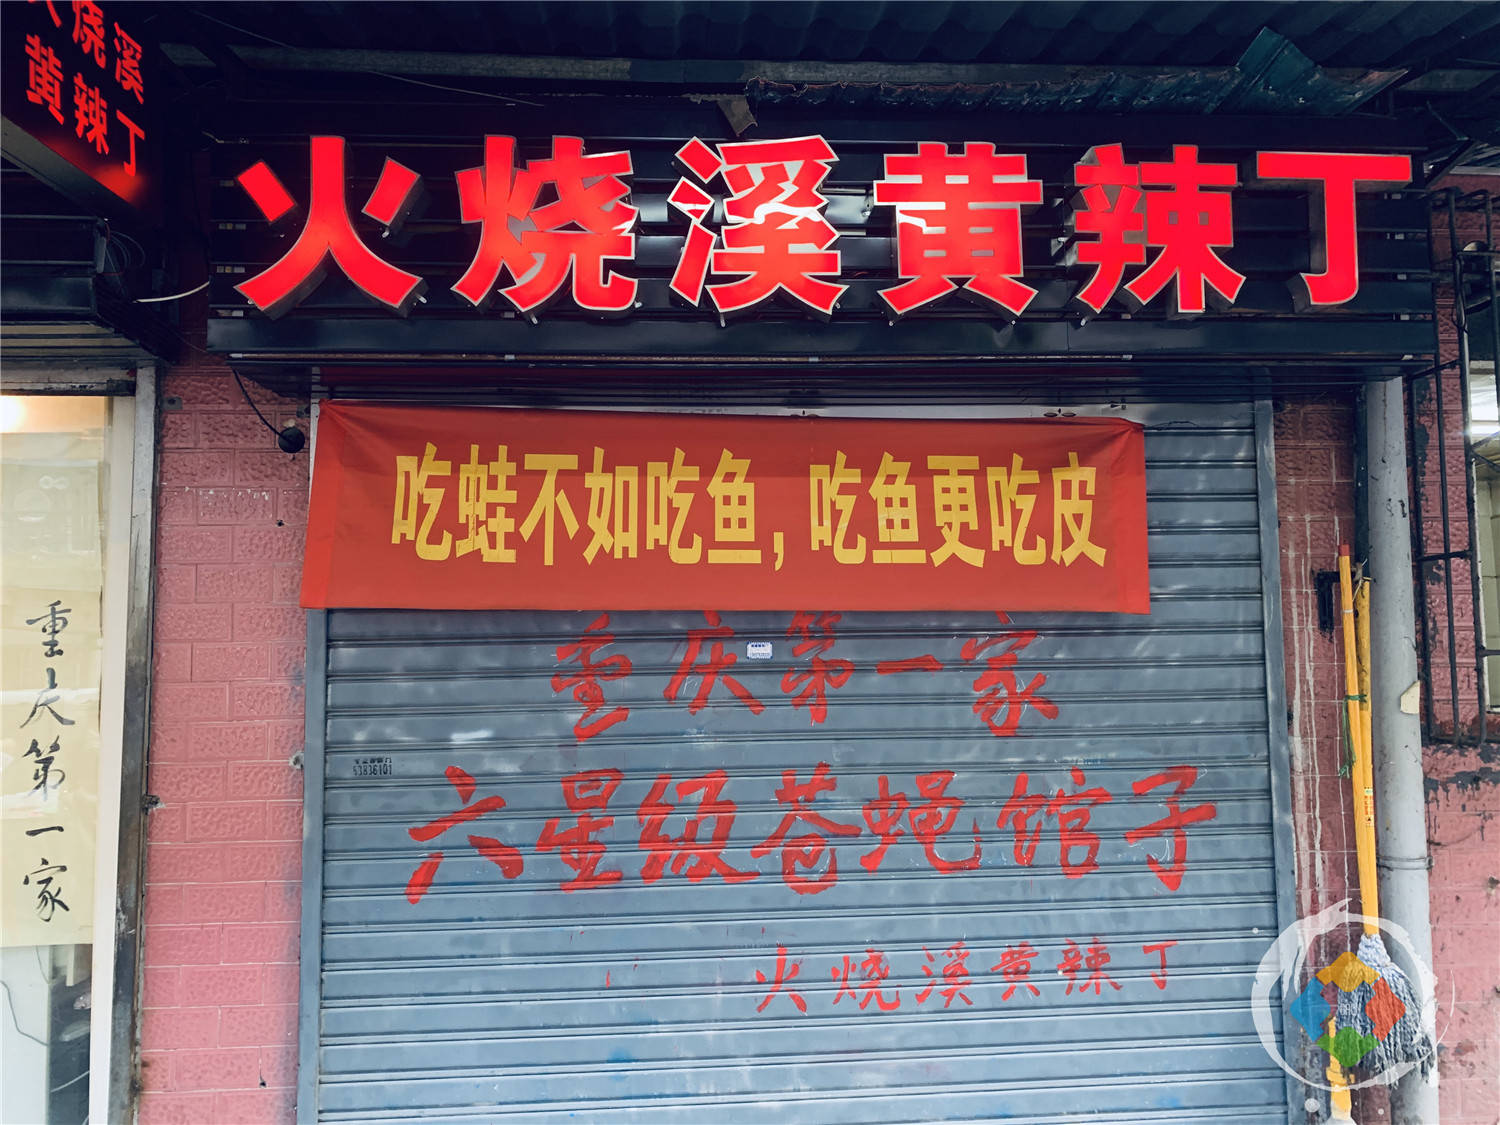 火烧溪
黄辣丁
火烧溪黄辣丁
吃蛙不如吃鱼，吃鱼更吃皮
重庆第一家
六星级苍蝇馆子
火烧溪黄辣丁
重庆第一家
53836101